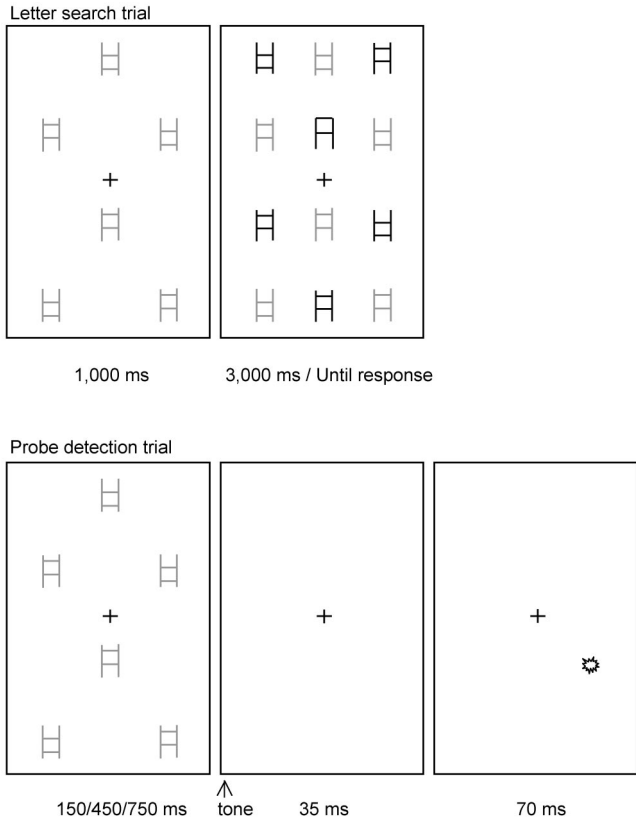 Letter search trial
1,000 ms
3,000 ms / Until response
Probe detection trial
150/450/750 ms
tone
35 ms
70 ms